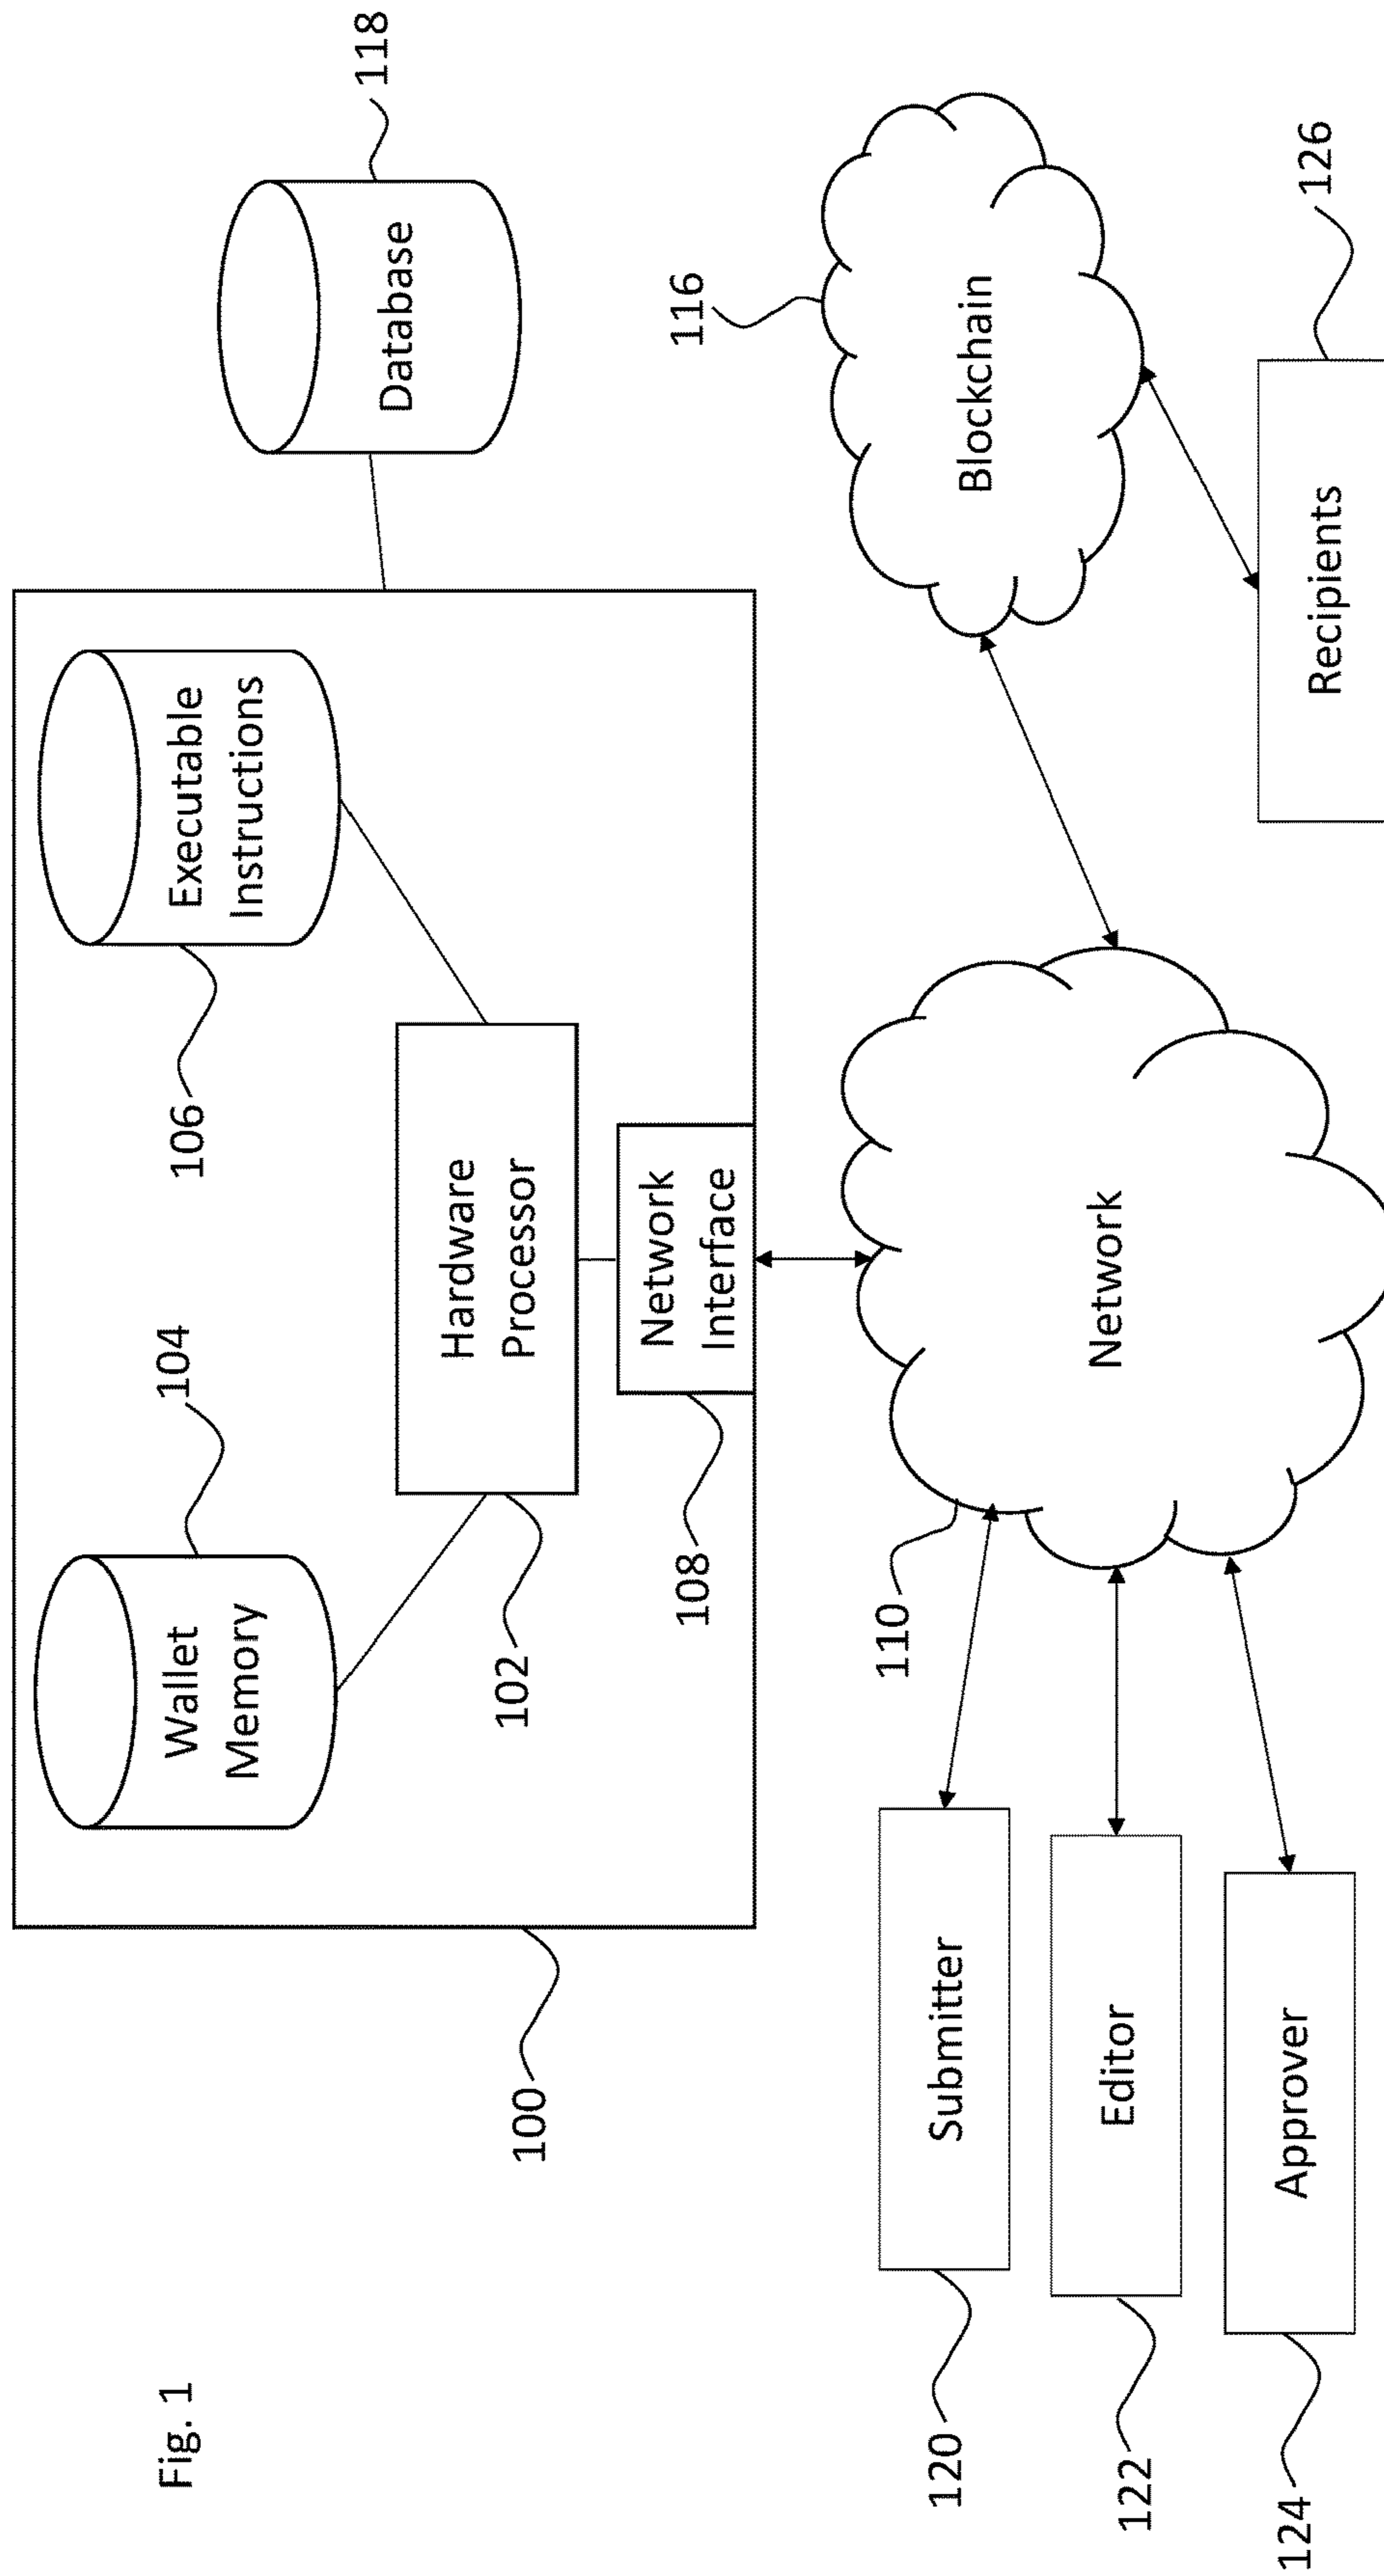 Fig. 1
100
Wallet
Memory
104
106
Executable
Instructions
Database
118
102
Hardware
Processor
108
Network
Interface
116
Blockchain
110
Network
120
Submitter
122
Editor
124
Approver
Recipients
126